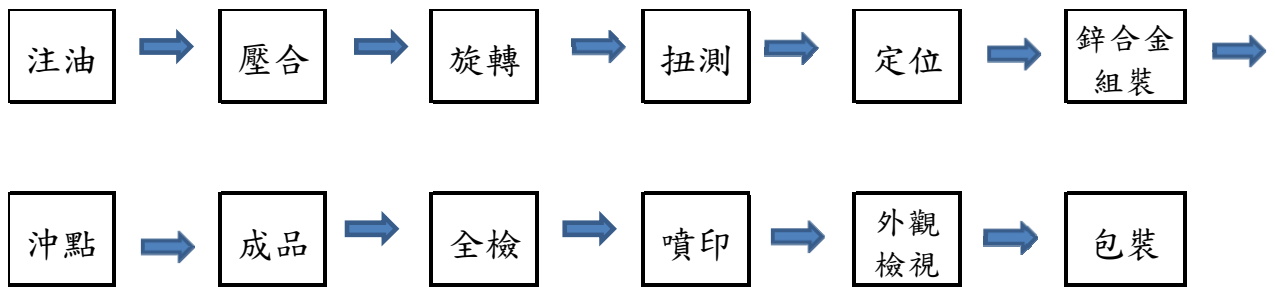 注油
壓合
旋轉
扭測
定位
鋅合金
組裝
沖點
成品
全檢
噴印
外觀
檢視
包裝